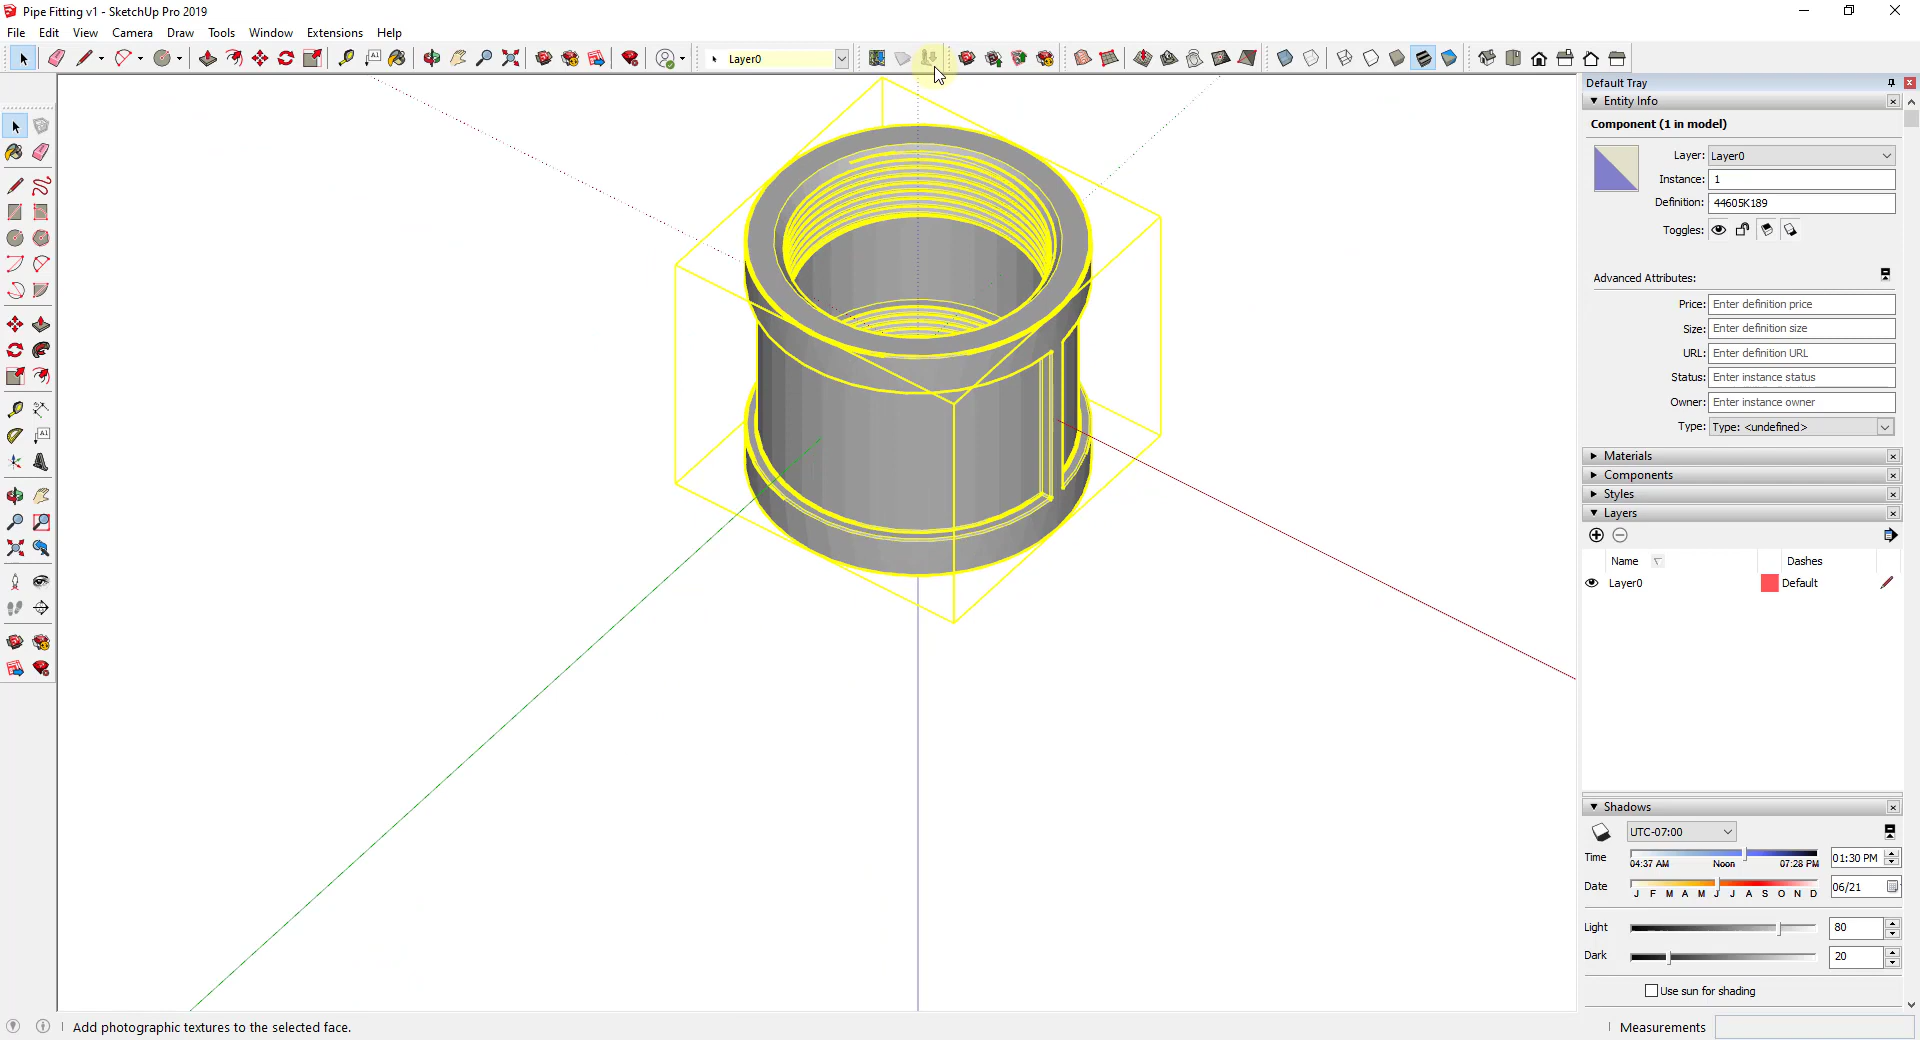 Pipe Fitting v1 - SketchUp Pro 2019
File Edit View Camera Draw Tools Window Extensions Help
Layer0
Default Tray
Entity Info
Component (1 in model)
Layer: Layer0
Instance: 1
Definition: 44605K189
Toggles:
Advanced Attributes:
Price: Enter definition price
Size: Enter definition size
URL: Enter definition URL
Status: Enter instance status
Owner: Enter instance owner
Type: Type: <undefined>
Materials
Components
Styles
Layers
Name Dashes
Layer0 Default
Shadows
UTC-07:00
Time 04:37 AM Noon 07:28 PM 01:30 PM
Date J F M A M J J A S O N D 06/21
Light 80
Dark 20
Use sun for shading
Add photographic textures to the selected face.
Measurements